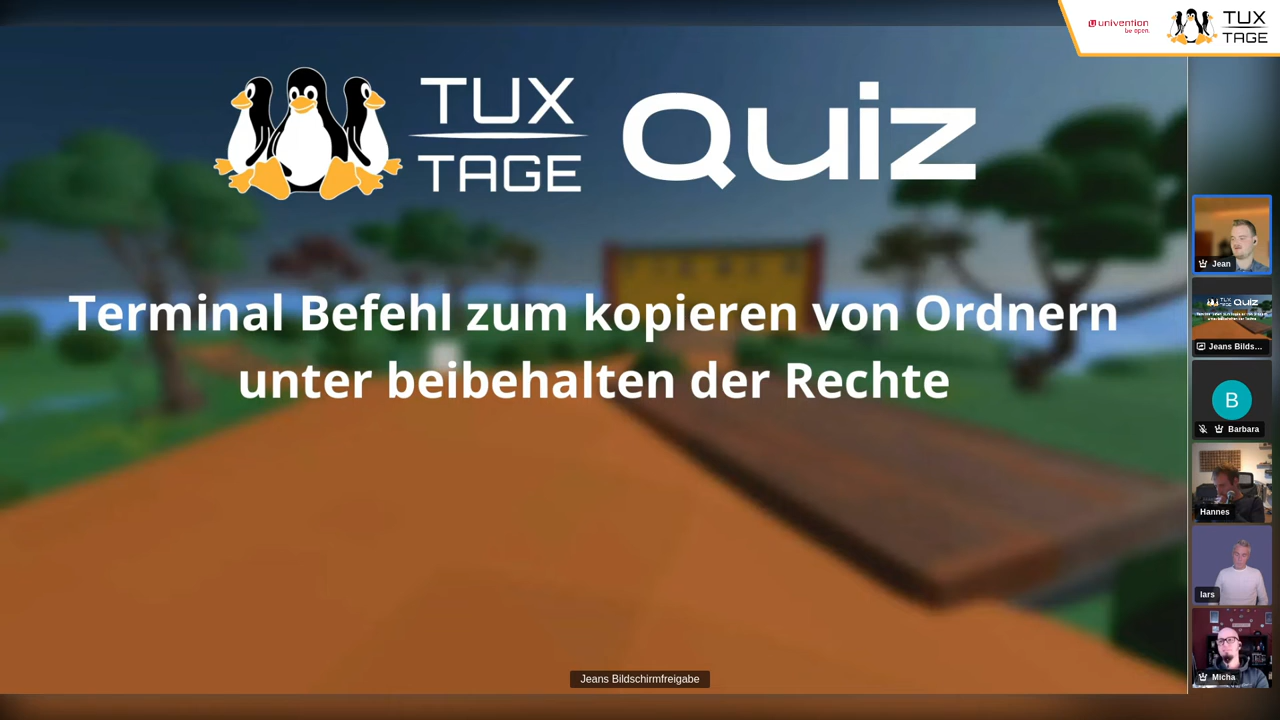 univention
be open.
TUX
TAGE
TUX
TAGE
Quiz
Terminal Befehl zum kopieren von Ordnern
unter beibehalten der Rechte
Jean
Jeans Bilds...
B
Barbara
Hannes
lars
Micha
Jeans Bildschirmfreigabe